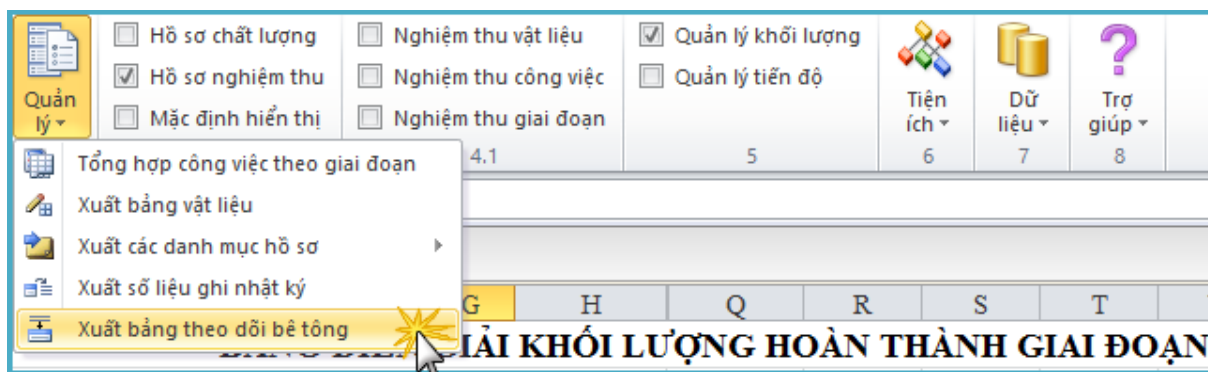 Quản lý
Hồ sơ chất lượng
Hồ sơ nghiệm thu
Mặc định hiển thị
Nghiệm thu vật liệu
Nghiệm thu công việc
Nghiệm thu giai đoạn
4.1
Quản lý khối lượng
Quản lý tiến độ
5
Tiện ích
6
Dữ liệu
7
Trợ giúp
8
Tổng hợp công việc theo giai đoạn
Xuất bảng vật liệu
Xuất các danh mục hồ sơ
Xuất số liệu ghi nhật ký
Xuất bảng theo dõi bê tông
G H Q R S T
GIẢI KHỐI LƯỢNG HOÀN THÀNH GIAI ĐOẠN